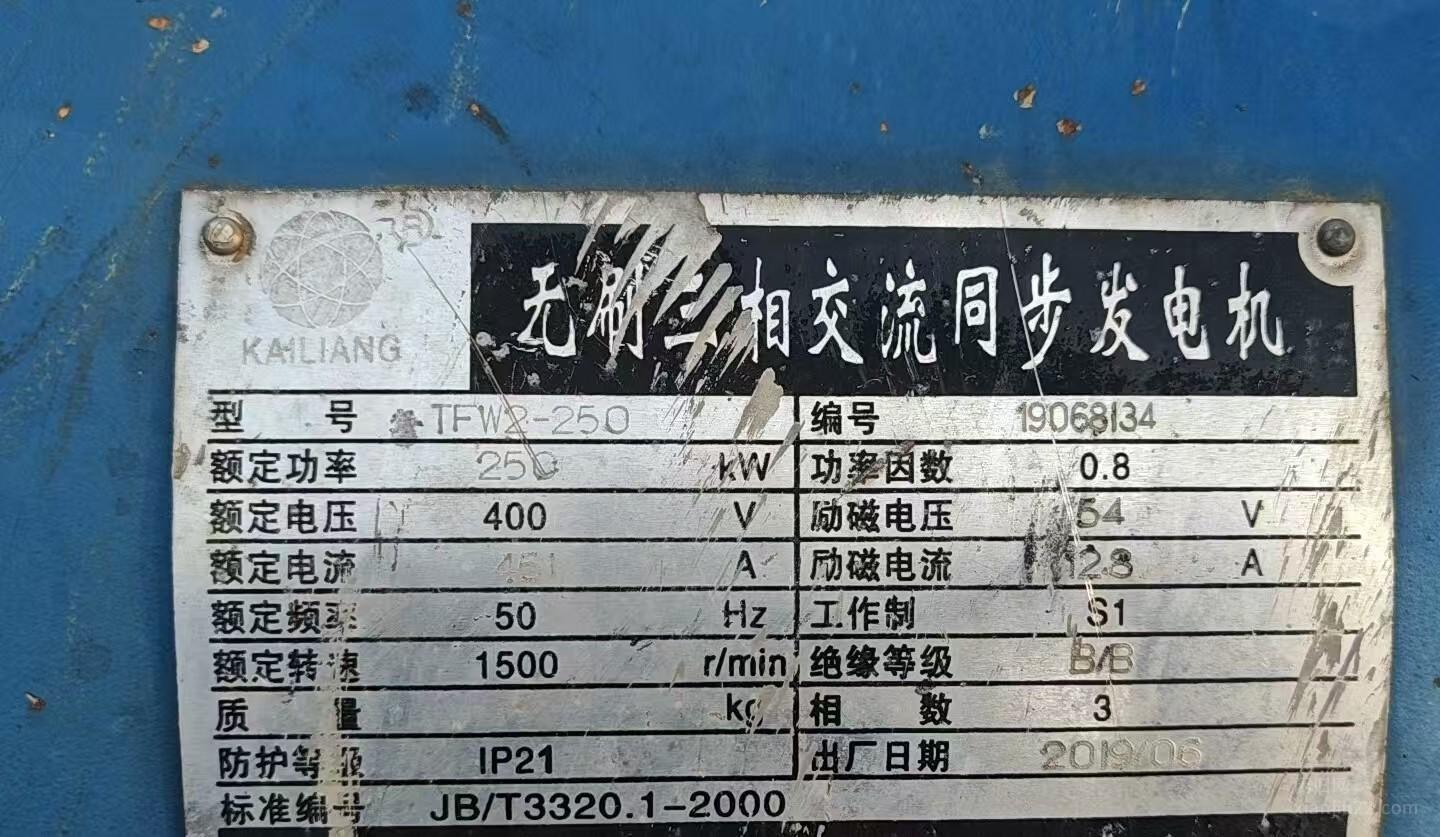 KAILIANG
无刷三相交流同步发电机
型 号 TFW2-250 编号 19068134
额定功率 250 kW 功率因数 0.8
额定电压 400 V 励磁电压 54 V
额定电流 451 A 励磁电流 12.8 A
额定频率 50 Hz 工作制 S1
额定转速 1500 r/min 绝缘等级 B/B
质 量 kg 相 数 3
防护等级 IP21 出厂日期 2019/06
标准编号 JB/T3320.1-2000